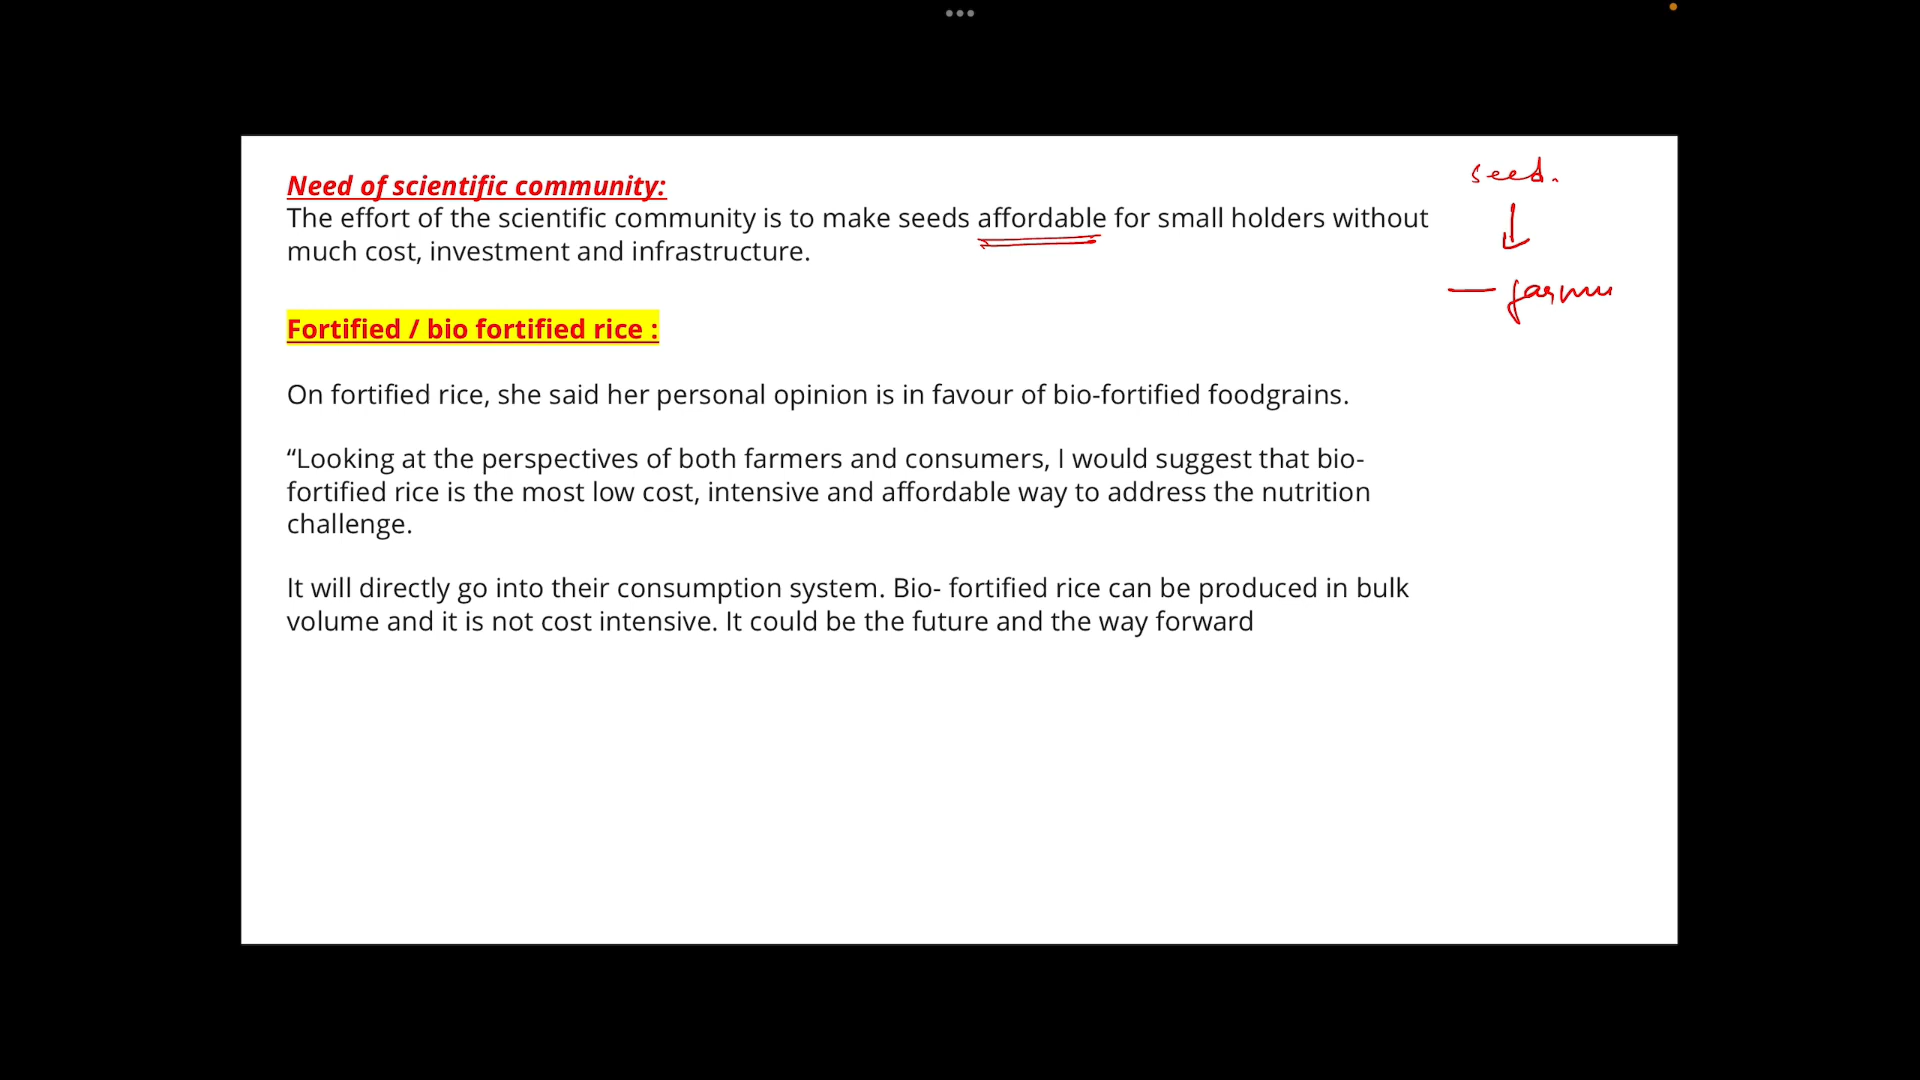 Need of scientific community:
The effort of the scientific community is to make seeds affordable for small holders without
much cost, investment and infrastructure.
seed.
Fortified / bio fortified rice :
On fortified rice, she said her personal opinion is in favour of bio-fortified foodgrains.
“Looking at the perspectives of both farmers and consumers, I would suggest that bio-
fortified rice is the most low cost, intensive and affordable way to address the nutrition
challenge.
It will directly go into their consumption system. Bio- fortified rice can be produced in bulk
volume and it is not cost intensive. It could be the future and the way forward